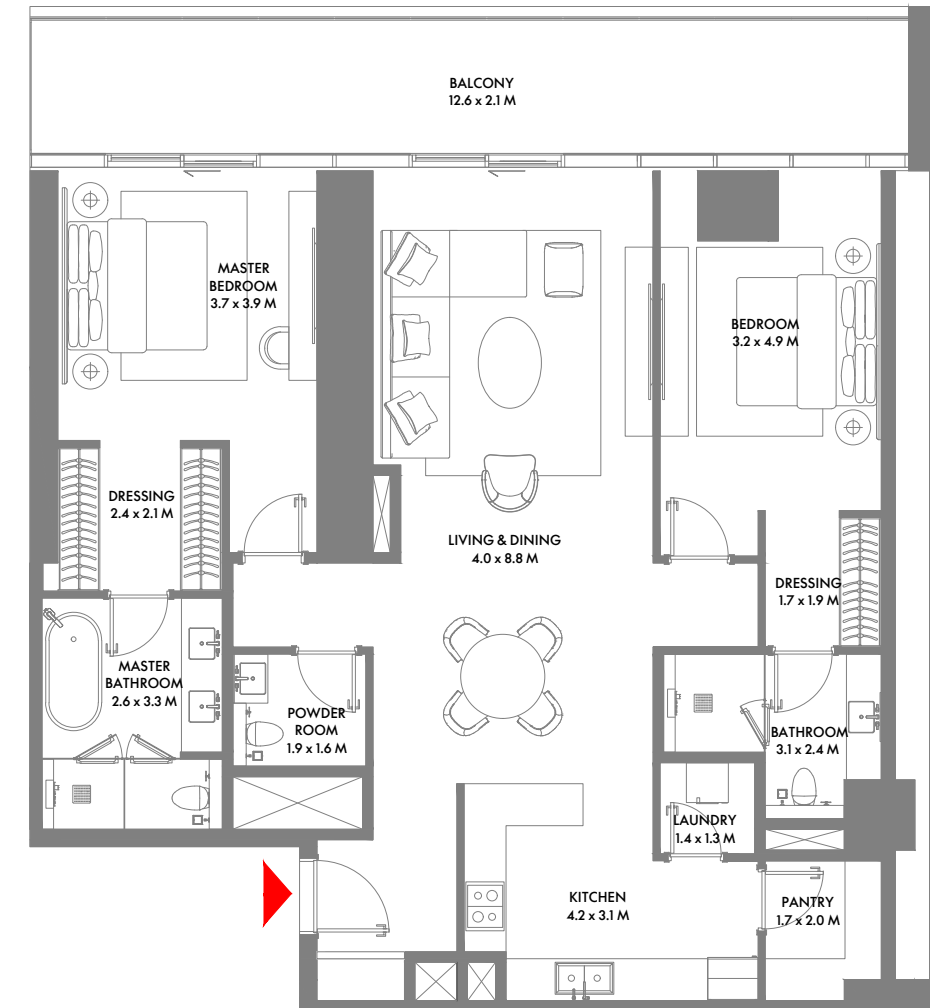 BALCONY
12.6 x 2.1 M
MASTER
BEDROOM
3.7 x 3.9 M
BEDROOM
3.2 x 4.9 M
DRESSING
2.4 x 2.1 M
LIVING & DINING
4.0 x 8.8 M
DRESSING
1.7 x 1.9 M
MASTER
BATHROOM
2.6 x 3.3 M
POWDER
ROOM
1.9 x 1.6 M
BATHROOM
3.1 x 2.4 M
LAUNDRY
1.4 x 1.3 M
KITCHEN
4.2 x 3.1 M
PANTRY
1.7 x 2.0 M